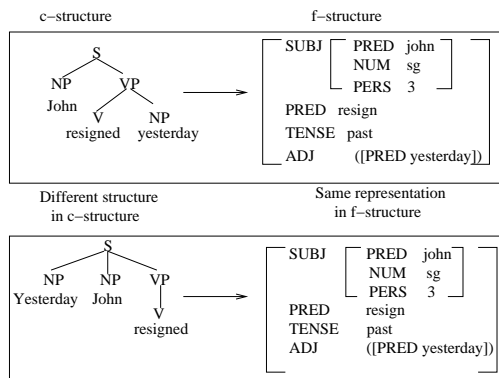 c-structure f-structure
S
NP VP
John
V NP
resigned yesterday
SUBJ PRED john
NUM sg
PERS 3
PRED resign
TENSE past
ADJ ([PRED yesterday])
Different structure
in c-structure
Same representation
in f-structure
S
NP NP VP
Yesterday John
V
resigned
SUBJ PRED john
NUM sg
PERS 3
PRED resign
TENSE past
ADJ ([PRED yesterday])